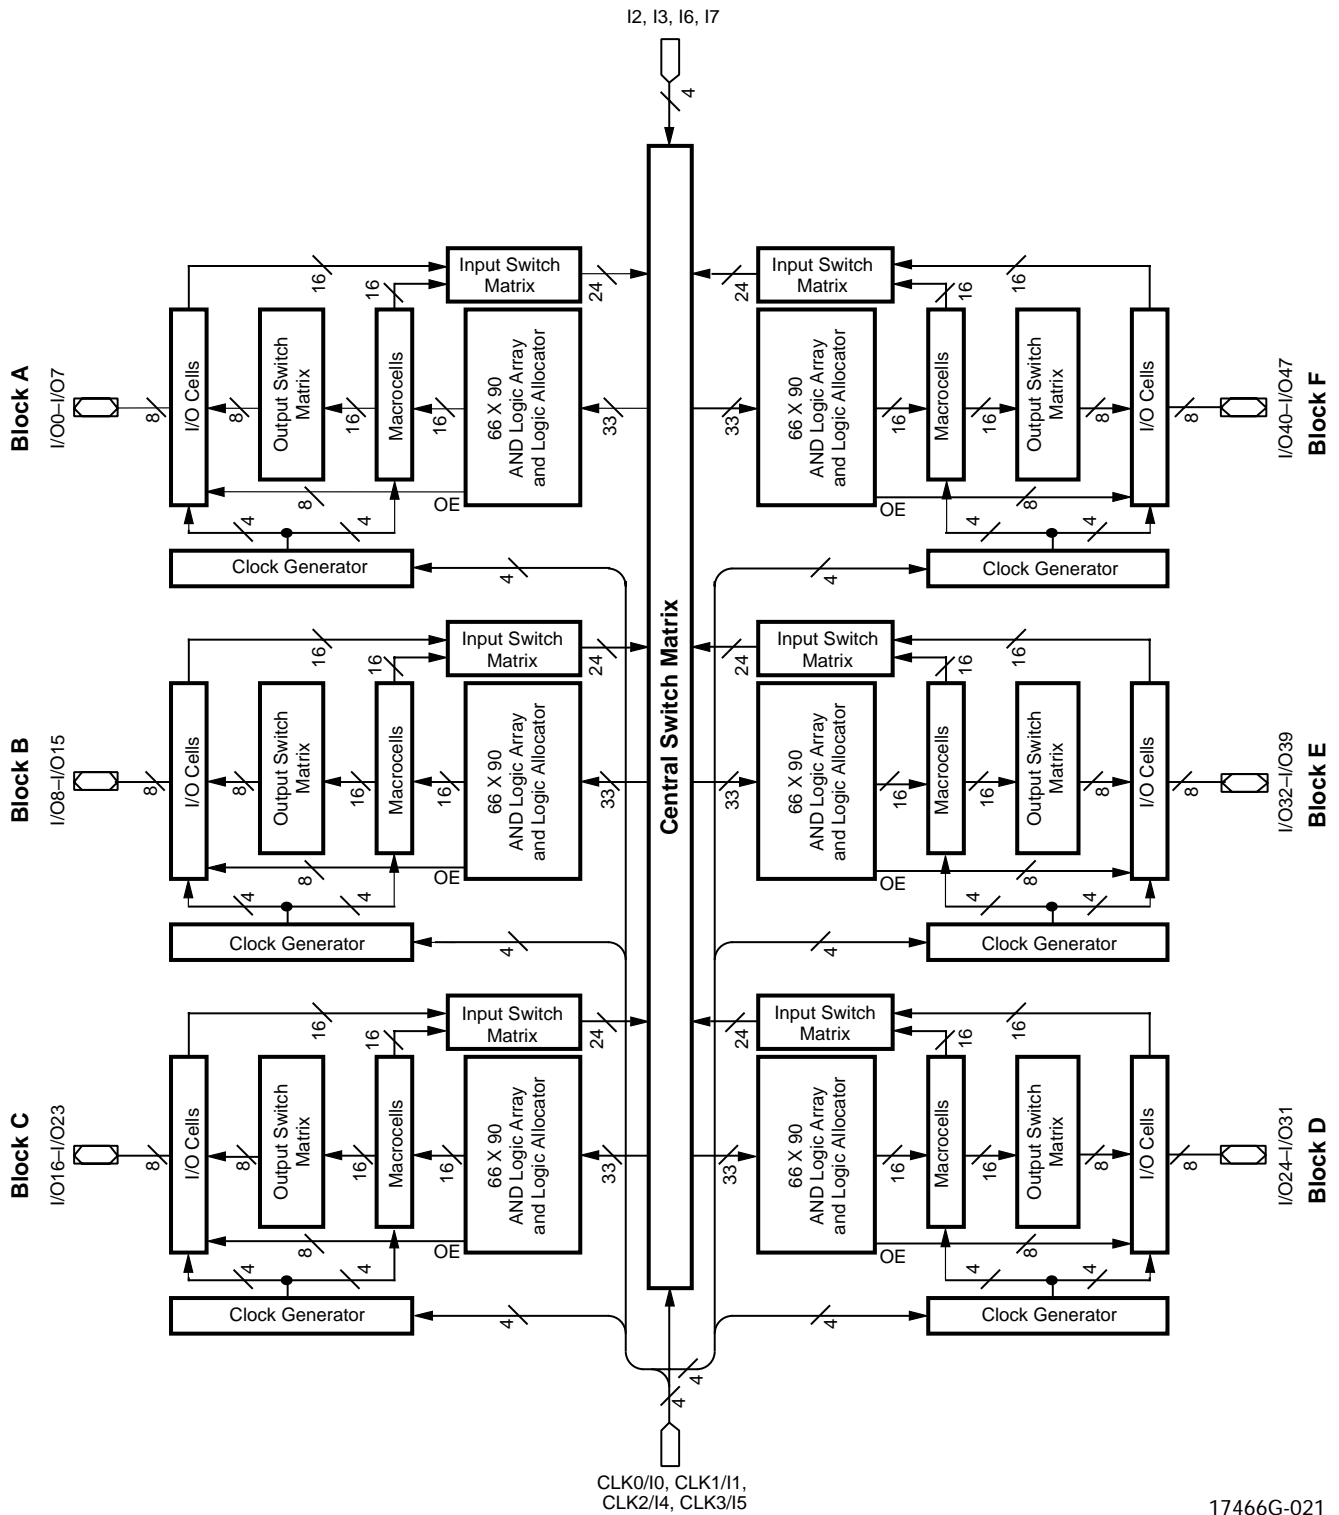 I2, I3, I6, I7
4
Central Switch Matrix
Block A
I/O0–I/O7
8
I/O Cells
8
Output Switch
Matrix
16
Macrocells
16
66 X 90
AND Logic Array
and Logic Allocator
33
16
16
Input Switch
Matrix
24
OE
8
4
4
Clock Generator
4
Block F
I/O40–I/O47
8
I/O Cells
8
Output Switch
Matrix
16
Macrocells
16
66 X 90
AND Logic Array
and Logic Allocator
33
16
16
Input Switch
Matrix
24
OE
8
4
4
Clock Generator
4
Block B
I/O8–I/O15
8
I/O Cells
8
Output Switch
Matrix
16
Macrocells
16
66 X 90
AND Logic Array
and Logic Allocator
33
16
16
Input Switch
Matrix
24
OE
8
4
4
Clock Generator
4
Block E
I/O32–I/O39
8
I/O Cells
8
Output Switch
Matrix
16
Macrocells
16
66 X 90
AND Logic Array
and Logic Allocator
33
16
16
Input Switch
Matrix
24
OE
8
4
4
Clock Generator
4
Block C
I/O16–I/O23
8
I/O Cells
8
Output Switch
Matrix
16
Macrocells
16
66 X 90
AND Logic Array
and Logic Allocator
33
16
16
Input Switch
Matrix
24
OE
8
4
4
Clock Generator
4
Block D
I/O24–I/O31
8
I/O Cells
8
Output Switch
Matrix
16
Macrocells
16
66 X 90
AND Logic Array
and Logic Allocator
33
16
16
Input Switch
Matrix
24
OE
8
4
4
Clock Generator
4
4
4
CLK0/I0, CLK1/I1,
CLK2/I4, CLK3/I5
17466G-021